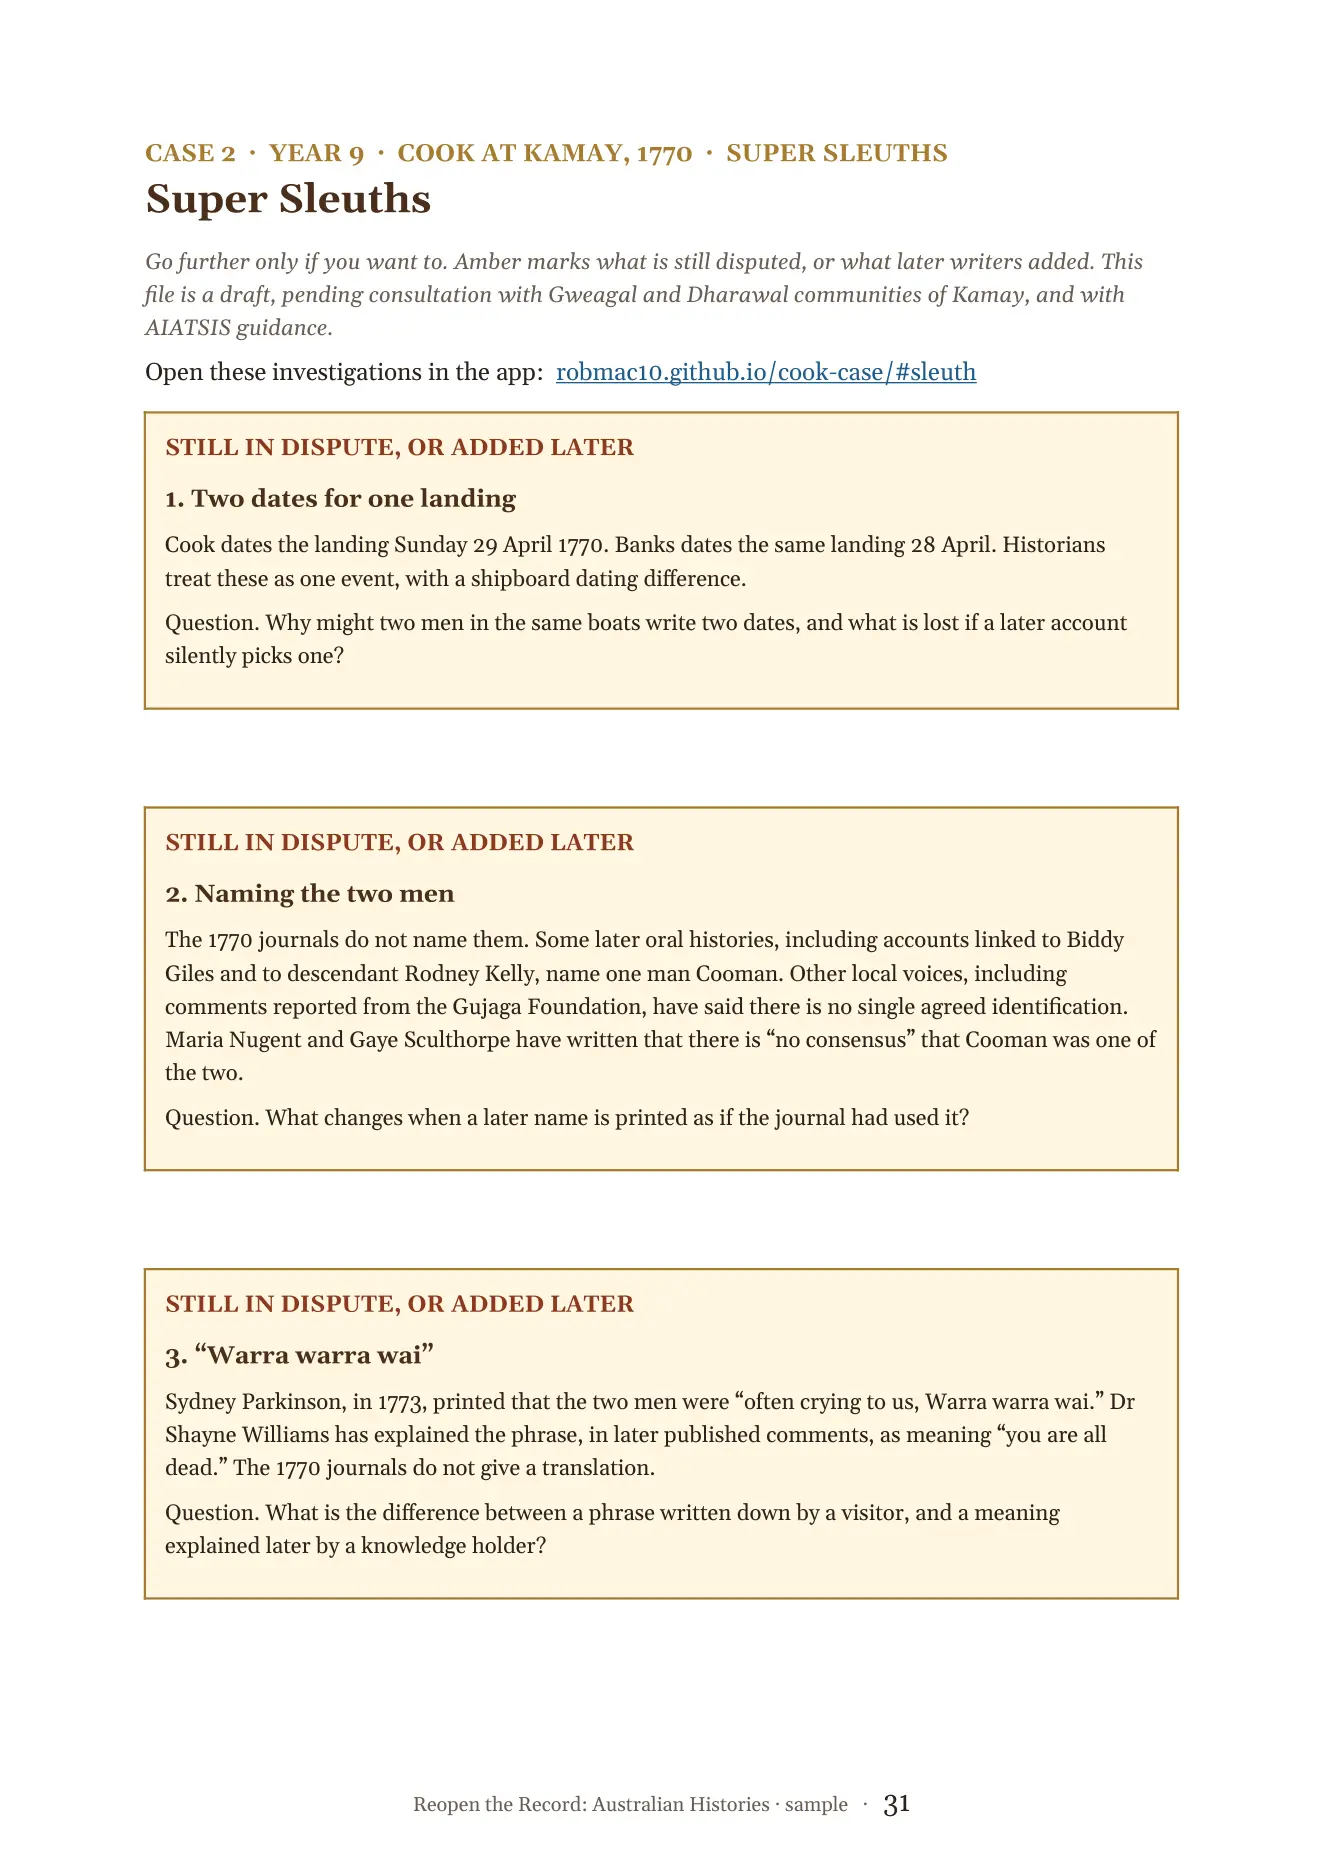 CASE 2 · YEAR 9 · COOK AT KAMAY, 1770 · SUPER SLEUTHS
Super Sleuths
Go further only if you want to. Amber marks what is still disputed, or what later writers added. This
file is a draft, pending consultation with Gweagal and Dharawal communities of Kamay, and with
AIATSIS guidance.
Open these investigations in the app: robmac10.github.io/cook-case/#sleuth
STILL IN DISPUTE, OR ADDED LATER
1. Two dates for one landing
Cook dates the landing Sunday 29 April 1770. Banks dates the same landing 28 April. Historians
treat these as one event, with a shipboard dating difference.
Question. Why might two men in the same boats write two dates, and what is lost if a later account
silently picks one?
STILL IN DISPUTE, OR ADDED LATER
2. Naming the two men
The 1770 journals do not name them. Some later oral histories, including accounts linked to Biddy
Giles and to descendant Rodney Kelly, name one man Cooman. Other local voices, including
comments reported from the Gujaga Foundation, have said there is no single agreed identification.
Maria Nugent and Gaye Sculthorpe have written that there is “no consensus” that Cooman was one of
the two.
Question. What changes when a later name is printed as if the journal had used it?
STILL IN DISPUTE, OR ADDED LATER
3. “Warra warra wai”
Sydney Parkinson, in 1773, printed that the two men were “often crying to us, Warra warra wai.” Dr
Shayne Williams has explained the phrase, in later published comments, as meaning “you are all
dead.” The 1770 journals do not give a translation.
Question. What is the difference between a phrase written down by a visitor, and a meaning
explained later by a knowledge holder?
Reopen the Record: Australian Histories · sample · 31